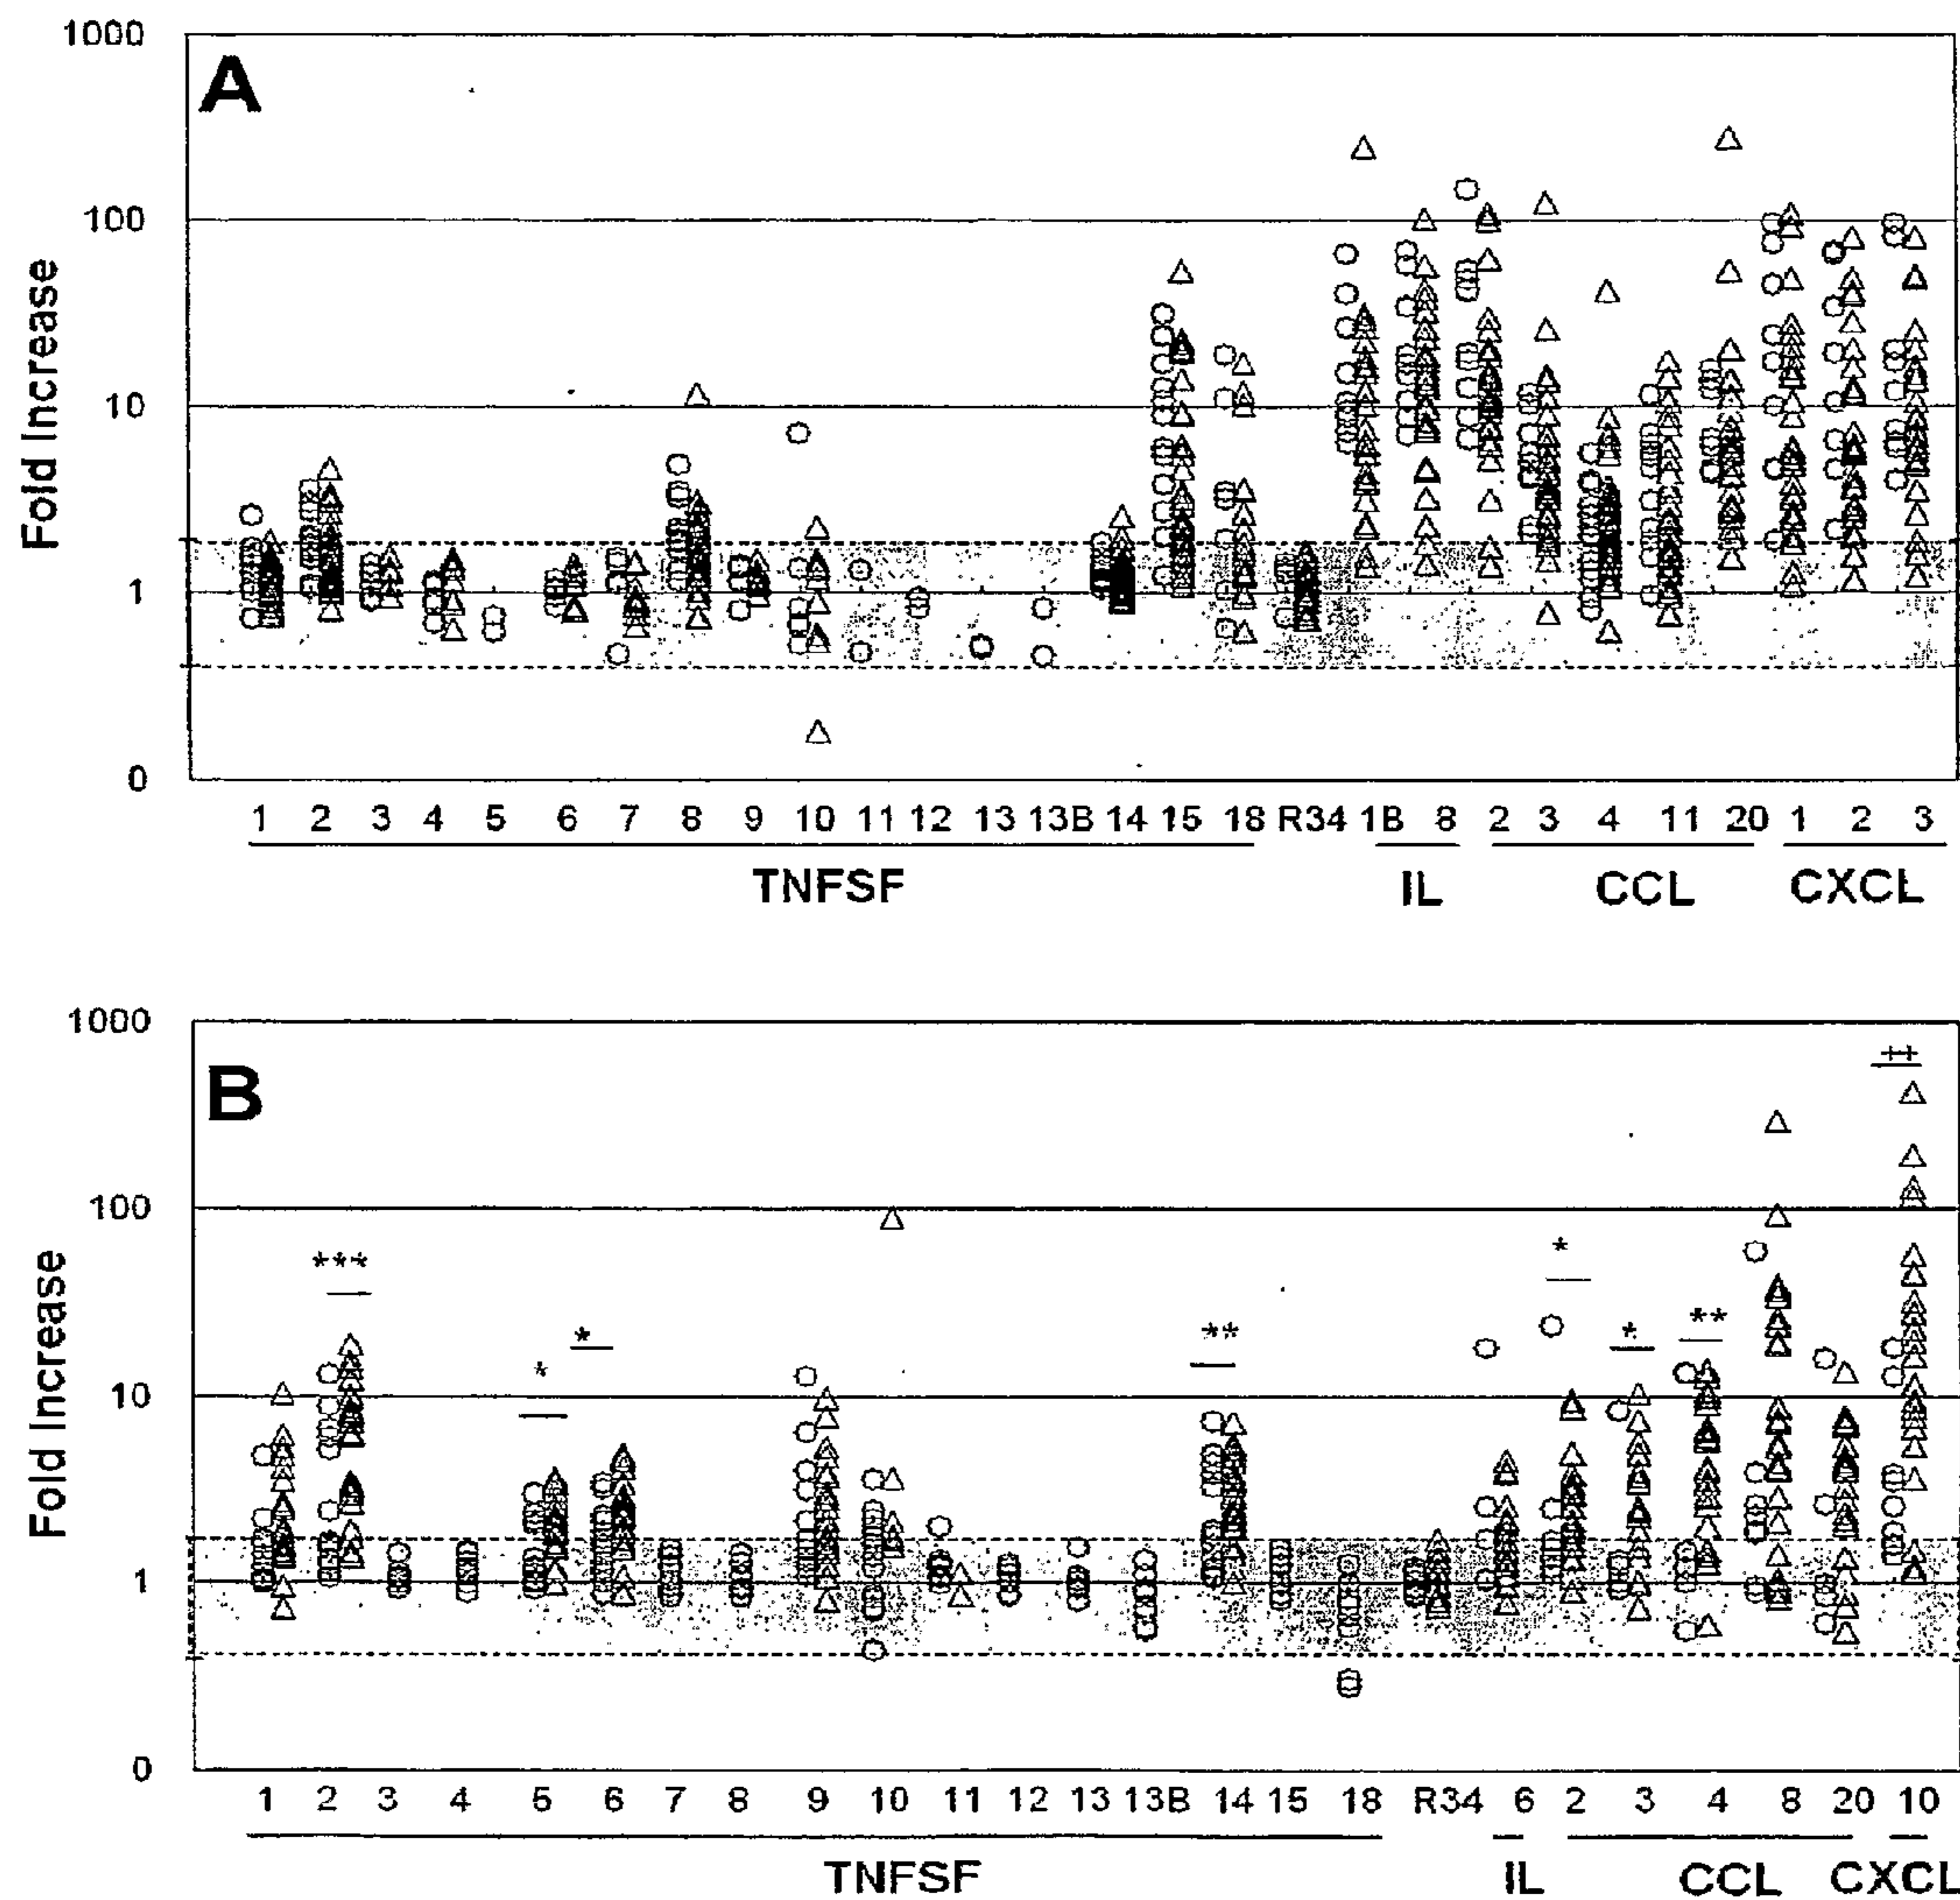 1000
A
100
10
1
0
Fold Increase
1 2 3 4 5 6 7 8 9 10 11 12 13 13B 14 15 18 R34 1B 8 2 3 4 11 20 1 2 3
TNFSF IL CCL CXCL
1000
B
‡
100
***
*
*
**
*
*
**
10
1
0
Fold Increase
1 2 3 4 5 6 7 8 9 10 11 12 13 13B 14 15 18 R34 6 2 3 4 8 20 10
TNFSF IL CCL CXCL